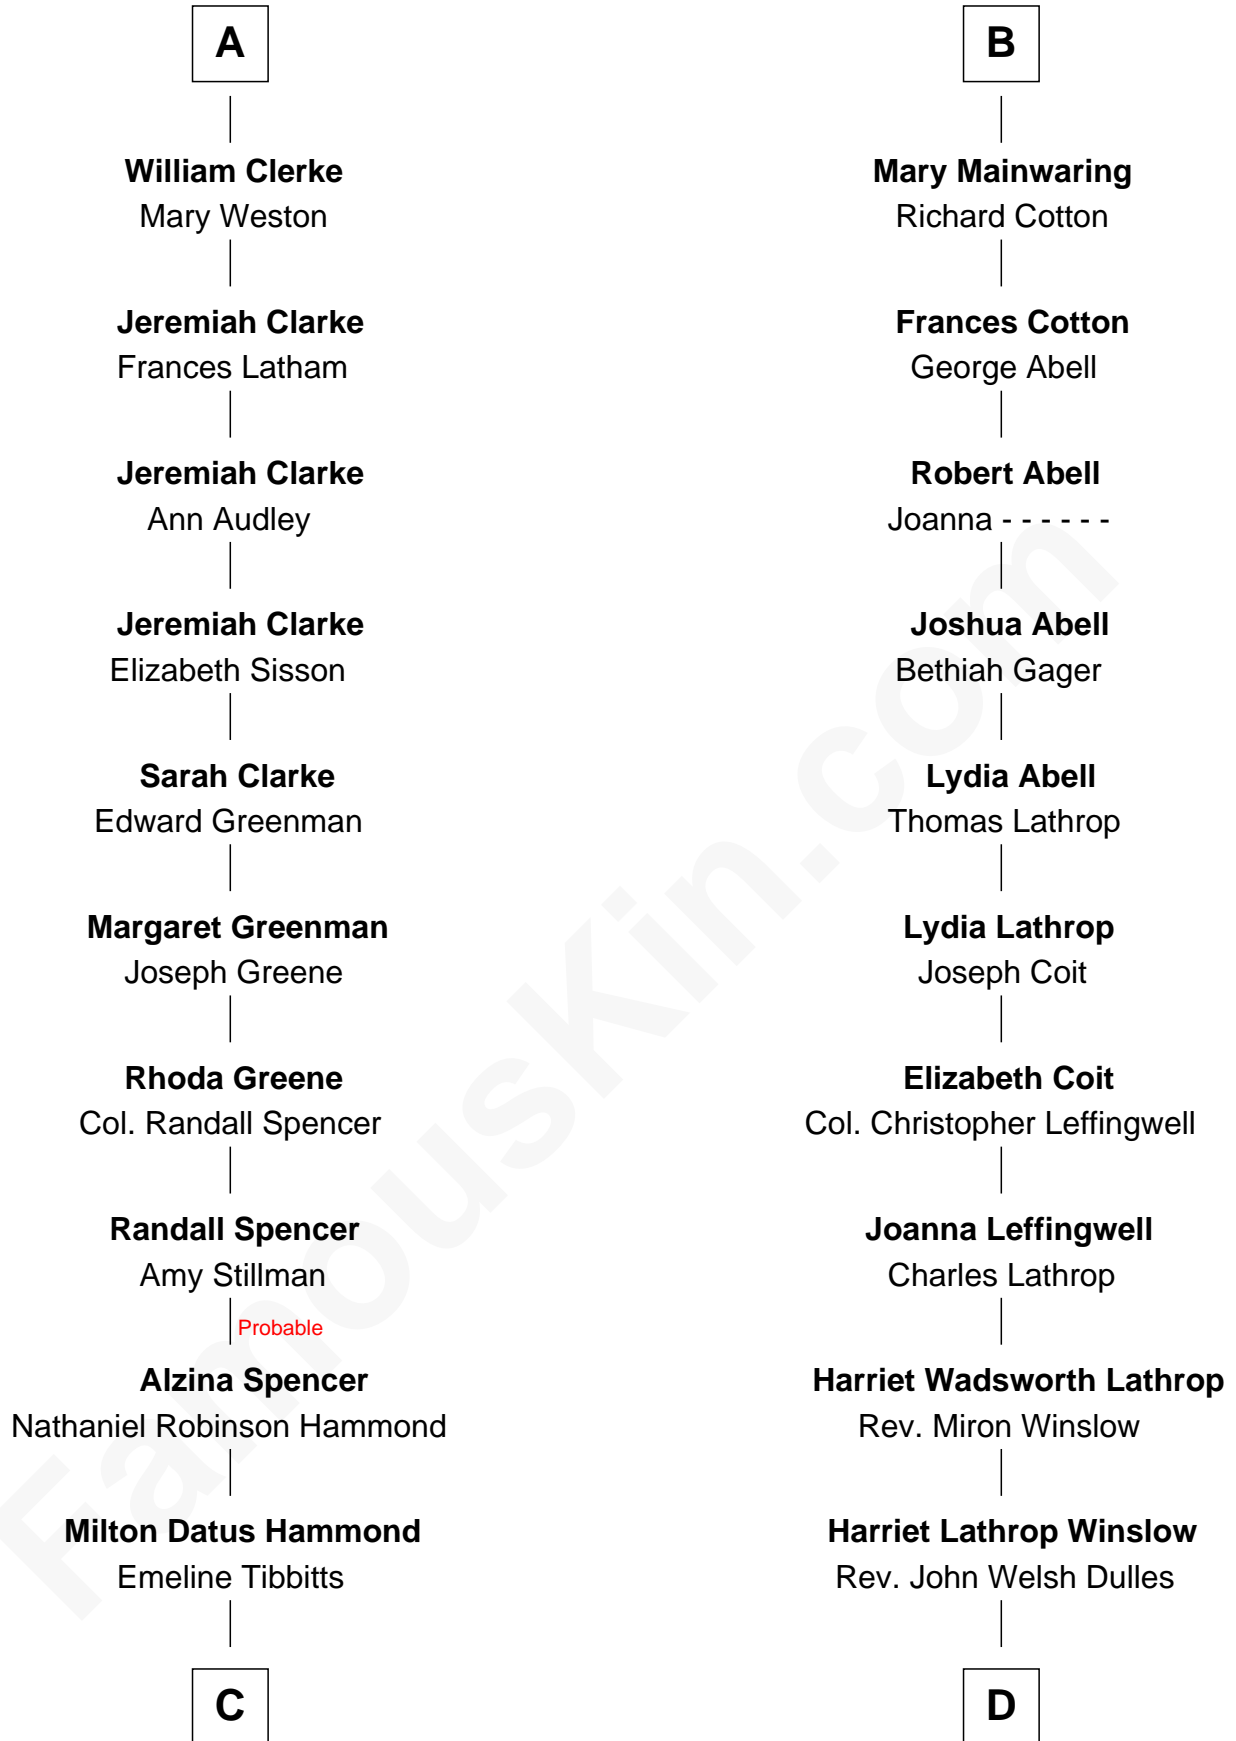 A
William Clerke
Mary Weston
Jeremiah Clarke
Frances Latham
Jeremiah Clarke
Ann Audley
Jeremiah Clarke
Elizabeth Sisson
Sarah Clarke
Edward Greenman
Margaret Greenman
Joseph Greene
Rhoda Greene
Col. Randall Spencer
Randall Spencer
Amy Stillman
Probable
Alzina Spencer
Nathaniel Robinson Hammond
Milton Datus Hammond
Emeline Tibbitts
C
B
Mary Mainwaring
Richard Cotton
Frances Cotton
George Abell
Robert Abell
Joanna - - - - - -
Joshua Abell
Bethiah Gager
Lydia Abell
Thomas Lathrop
Lydia Lathrop
Joseph Coit
Elizabeth Coit
Col. Christopher Leffingwell
Joanna Leffingwell
Charles Lathrop
Harriet Wadsworth Lathrop
Rev. Miron Winslow
Harriet Lathrop Winslow
Rev. John Welsh Dulles
D
FamousKin.com